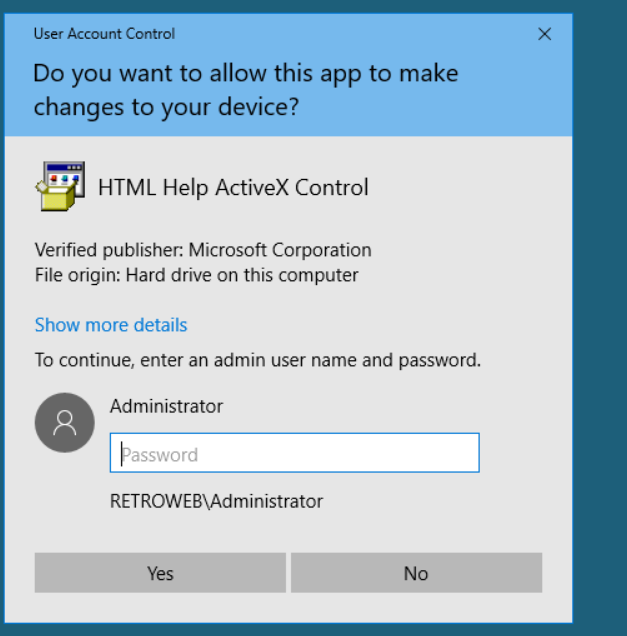 User Account Control
Do you want to allow this app to make
changes to your device?
HTML Help ActiveX Control
Verified publisher: Microsoft Corporation
File origin: Hard drive on this computer
Show more details
To continue, enter an admin user name and password.
Administrator
Password
RETROWEB\Administrator
Yes
No